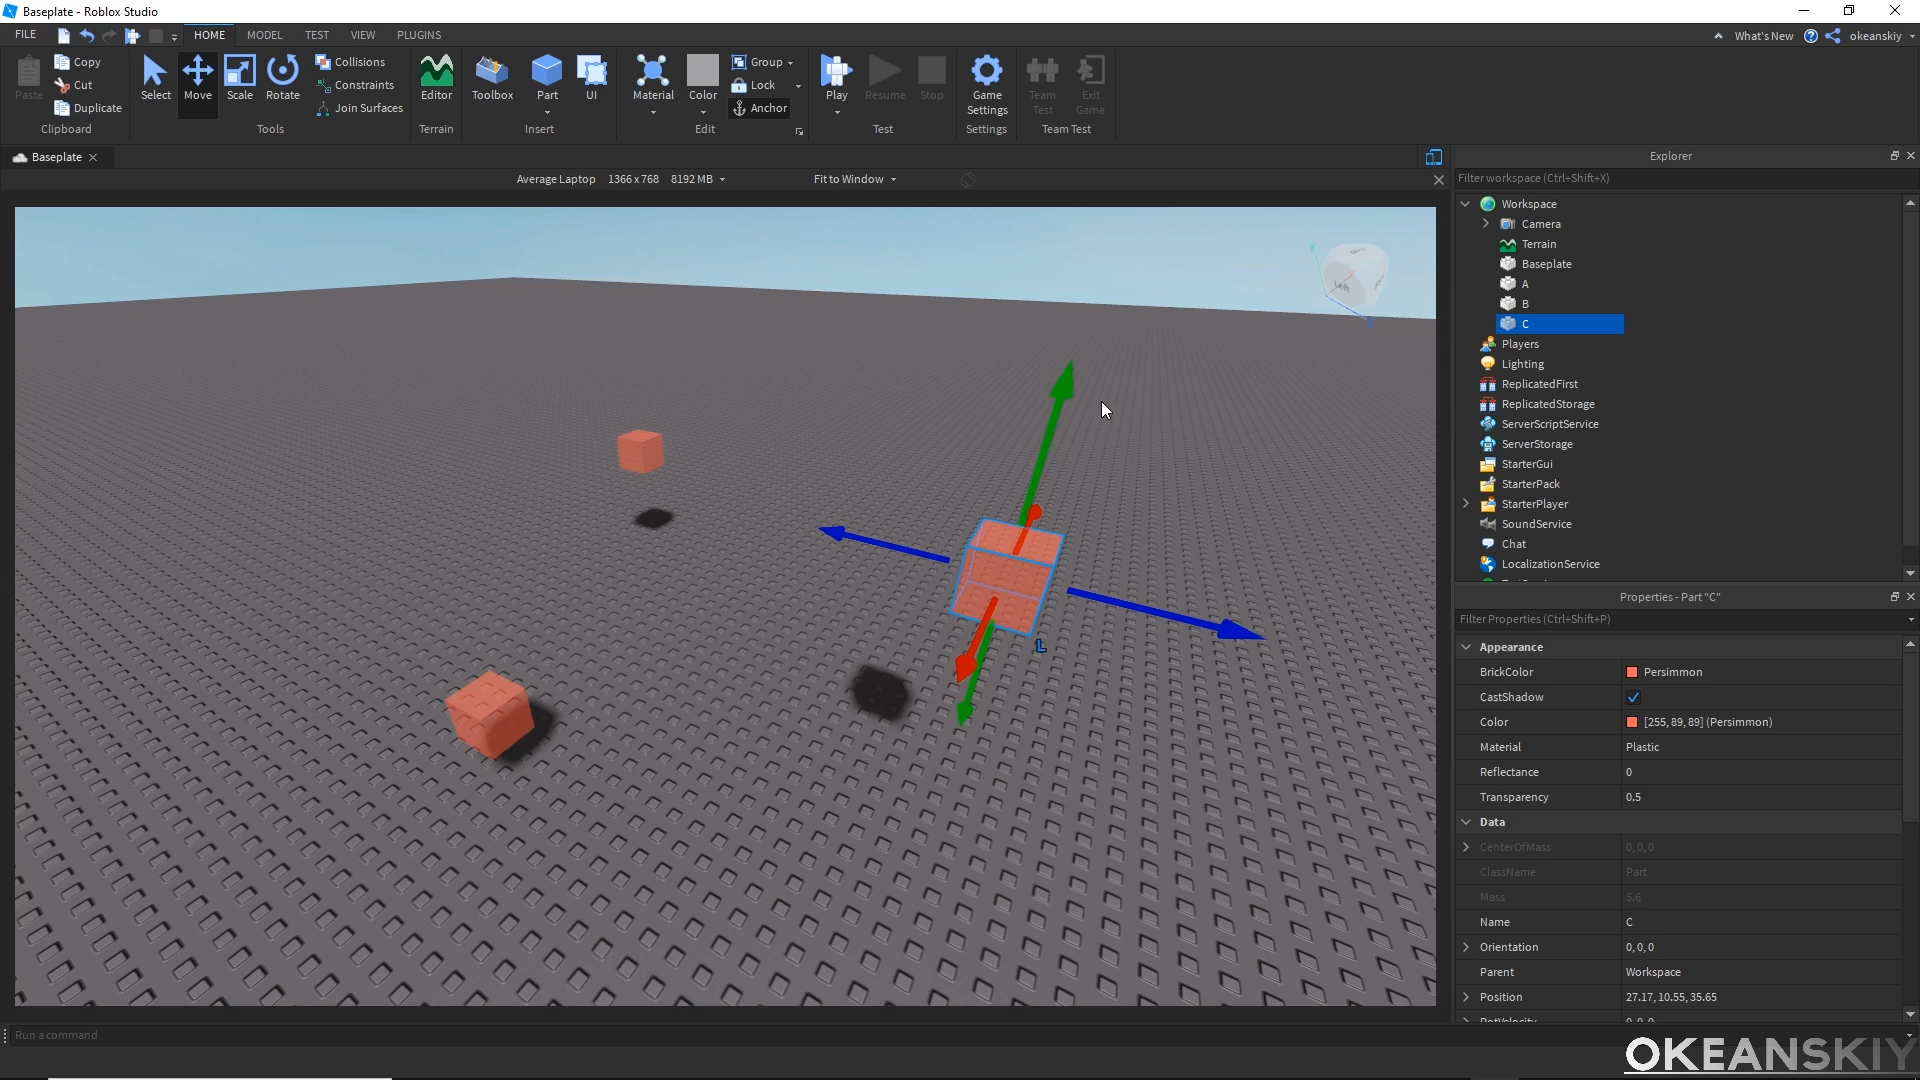 Baseplate - Roblox Studio
FILE HOME MODEL TEST VIEW PLUGINS What's New okeanskiy
Paste Copy Cut Duplicate
Clipboard
Select Move Scale Rotate Collisions Constraints Join Surfaces
Tools
Editor
Terrain
Toolbox Part UI
Insert
Material Color Group Lock Anchor
Edit
Play Resume Stop
Test
Game Settings
Settings
Team Test Exit Game
Team Test
Baseplate
Average Laptop 1366 x 768 8192 MB Fit to Window
L
Explorer
Filter workspace (Ctrl+Shift+X)
Workspace
Camera
Terrain
Baseplate
A
B
C
Players
Lighting
ReplicatedFirst
ReplicatedStorage
ServerScriptService
ServerStorage
StarterGui
StarterPack
StarterPlayer
SoundService
Chat
LocalizationService
Properties - Part "C"
Filter Properties (Ctrl+Shift+P)
Appearance
BrickColor Persimmon
CastShadow
Color [255, 89, 89] (Persimmon)
Material Plastic
Reflectance 0
Transparency 0.5
Data
CenterOfMass 0, 0, 0
ClassName Part
Mass 5.6
Name C
Orientation 0, 0, 0
Parent Workspace
Position 27.17, 10.55, 35.65
Run a command
OKEANSKIY